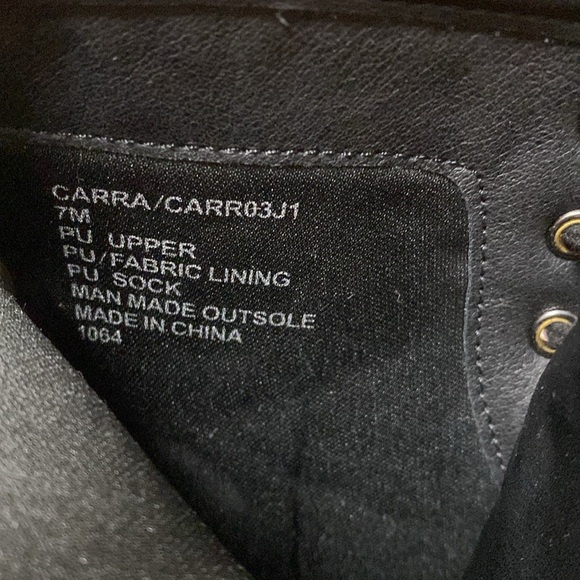 CARRA/CARR03J1
7M
PU UPPER
PU/FABRIC LINING
PU SOCK
MAN MADE OUTSOLE
MADE IN CHINA
1064